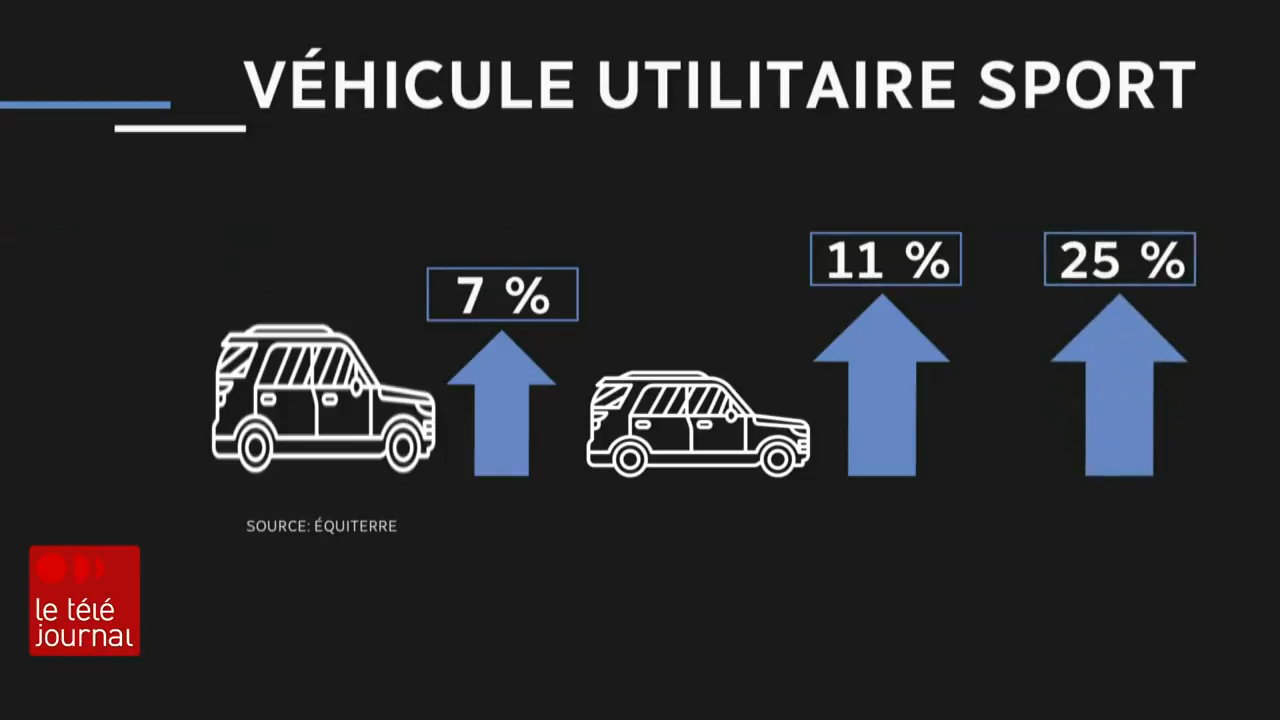 VÉHICULE UTILITAIRE SPORT
7 %
11 %
25 %
SOURCE: ÉQUITERRE
le télé
journal